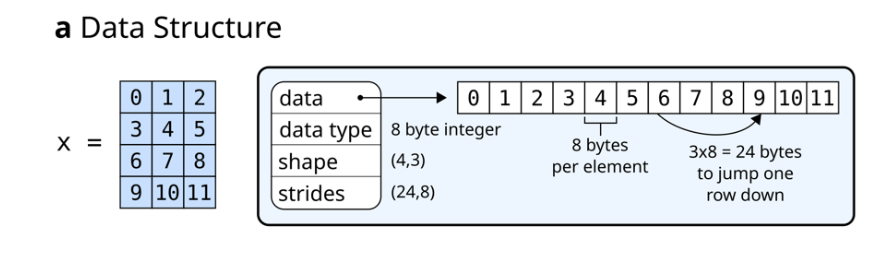 a Data Structure
x =
0 1 2
3 4 5
6 7 8
9 10 11
data
data type
shape
strides
8 byte integer
(4,3)
(24,8)
0 1 2 3 4 5 6 7 8 9 10 11
8 bytes
per element
3x8 = 24 bytes
to jump one
row down